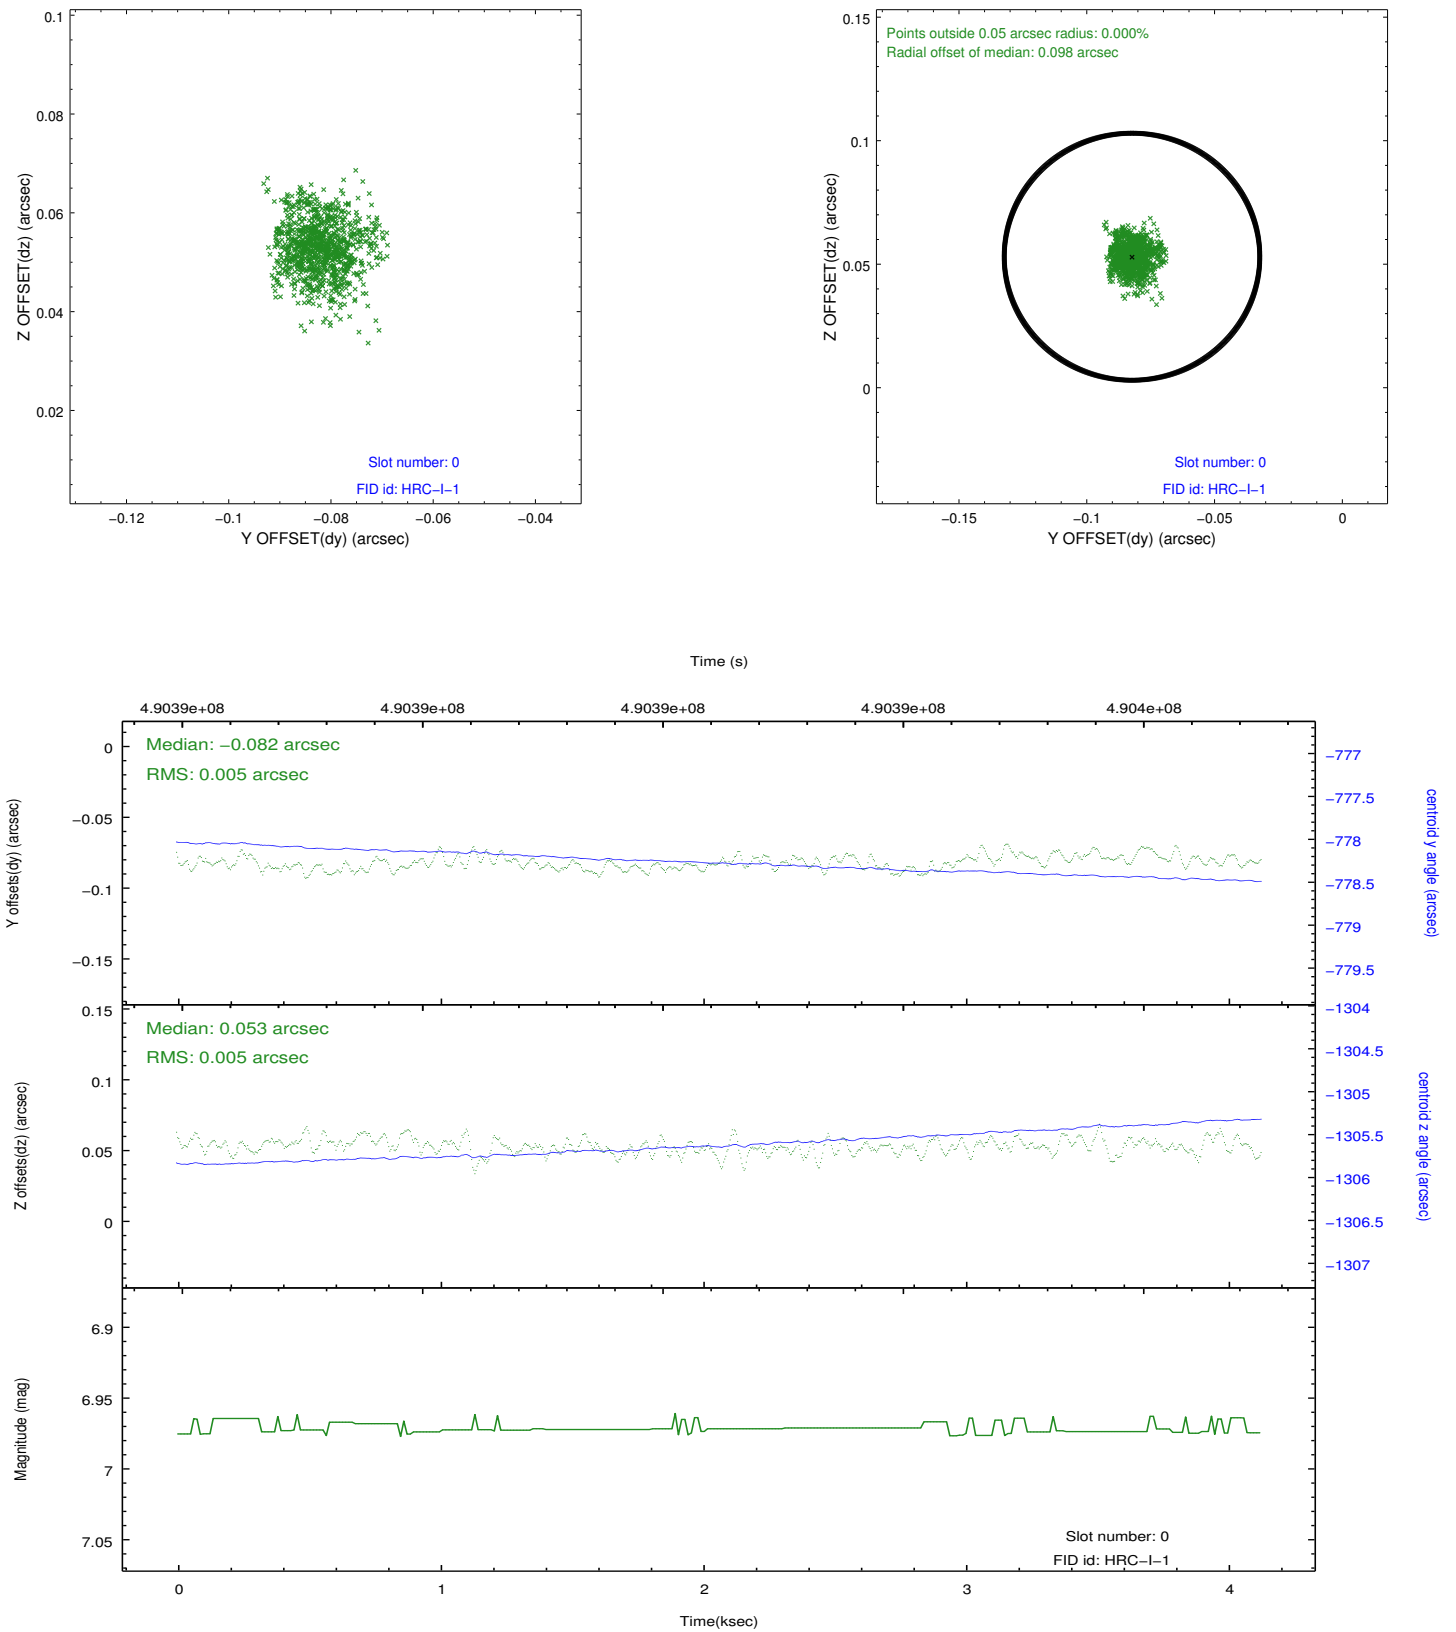 0.1
0.08
0.06
0.04
0.02
Z OFFSET(dz) (arcsec)
Slot number: 0
FID id: HRC−I−1
−0.12
−0.1
−0.08
−0.06
−0.04
Y OFFSET(dy) (arcsec)
Points outside 0.05 arcsec radius: 0.000%
Radial offset of median: 0.098 arcsec
0.15
0.1
0.05
0
Z OFFSET(dz) (arcsec)
Slot number: 0
FID id: HRC−I−1
−0.15
−0.1
−0.05
0
Y OFFSET(dy) (arcsec)
Time (s)
4.9039e+08
4.9039e+08
4.9039e+08
4.9039e+08
4.904e+08
Median: −0.082 arcsec
RMS: 0.005 arcsec
0
−0.05
−0.1
−0.15
Y offsets(dy) (arcsec)
−777
−777.5
−778
−778.5
−779
−779.5
centroid y angle (arcsec)
Median: 0.053 arcsec
RMS: 0.005 arcsec
0.15
0.1
0.05
0
Z offsets(dz) (arcsec)
−1304
−1304.5
−1305
−1305.5
−1306
−1306.5
−1307
centroid z angle (arcsec)
6.9
6.95
7
7.05
Magnitude (mag)
Slot number: 0
FID id: HRC−I−1
0
1
2
3
4
Time(ksec)